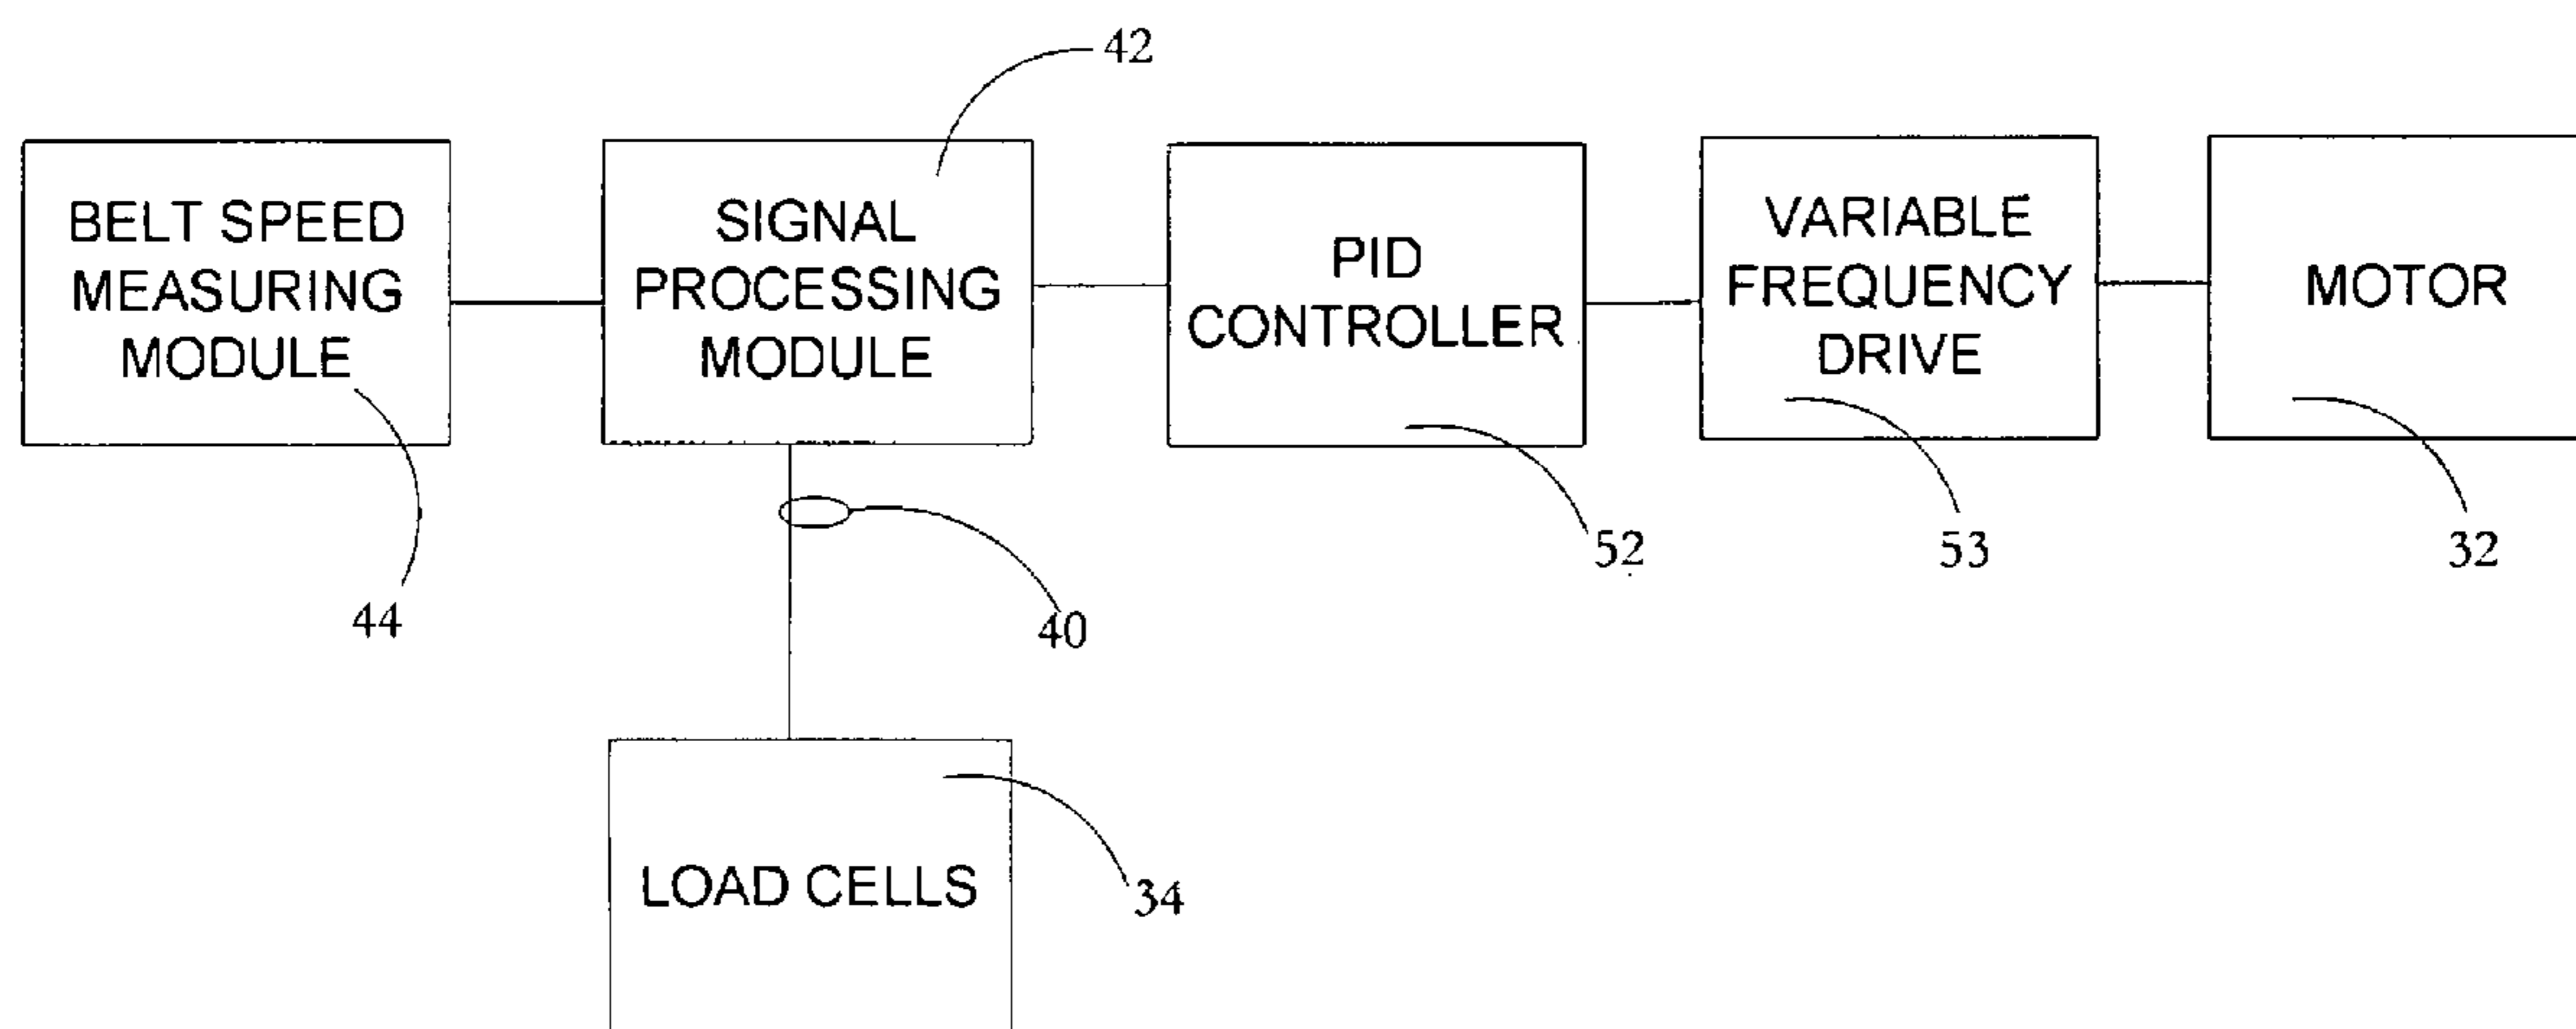 42
BELT SPEED
MEASURING
MODULE
SIGNAL
PROCESSING
MODULE
PID
CONTROLLER
VARIABLE
FREQUENCY
DRIVE
MOTOR
44
40
52
53
32
LOAD CELLS
34